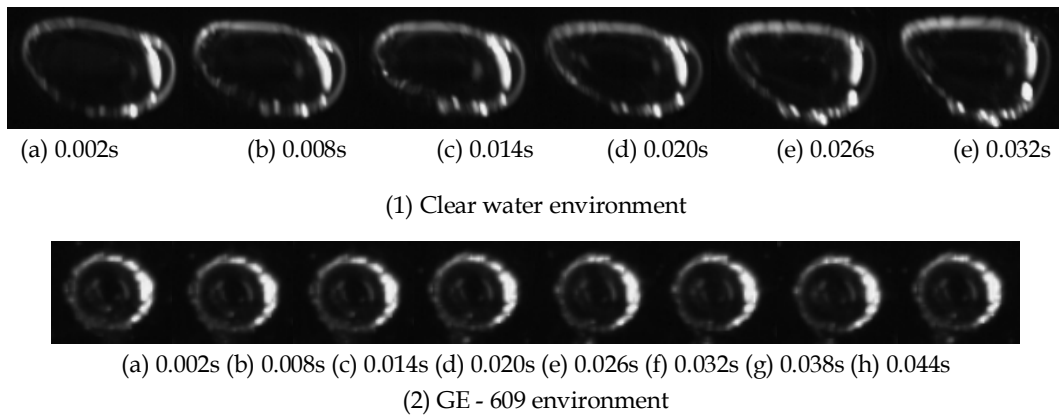 (a) 0.002s (b) 0.008s (c) 0.014s (d) 0.020s (e) 0.026s (e) 0.032s
(1) Clear water environment
(a) 0.002s (b) 0.008s (c) 0.014s (d) 0.020s (e) 0.026s (f) 0.032s (g) 0.038s (h) 0.044s
(2) GE - 609 environment